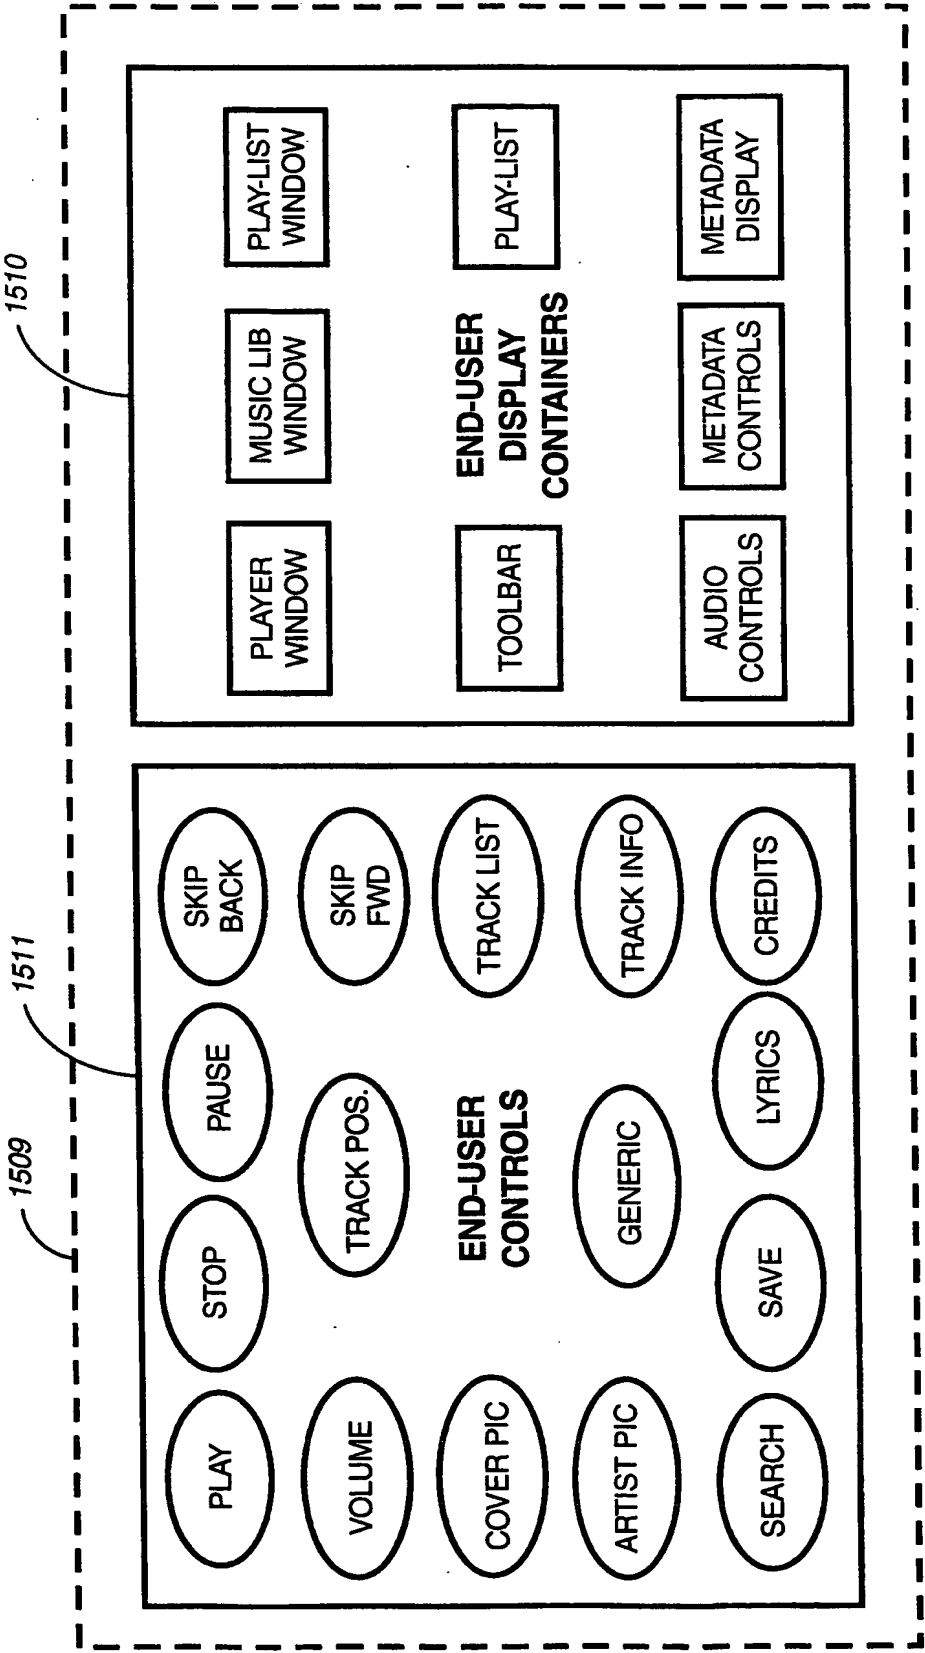 1509
1511
1510
PLAY
STOP
PAUSE
SKIP
BACK
VOLUME
TRACK POS.
SKIP
FWD
COVER PIC
END-USER
CONTROLS
TRACK LIST
ARTIST PIC
GENERIC
TRACK INFO
SEARCH
SAVE
LYRICS
CREDITS
PLAYER
WINDOW
MUSIC LIB
WINDOW
PLAY-LIST
WINDOW
TOOLBAR
END-USER
DISPLAY
CONTAINERS
PLAY-LIST
AUDIO
CONTROLS
METADATA
CONTROLS
METADATA
DISPLAY